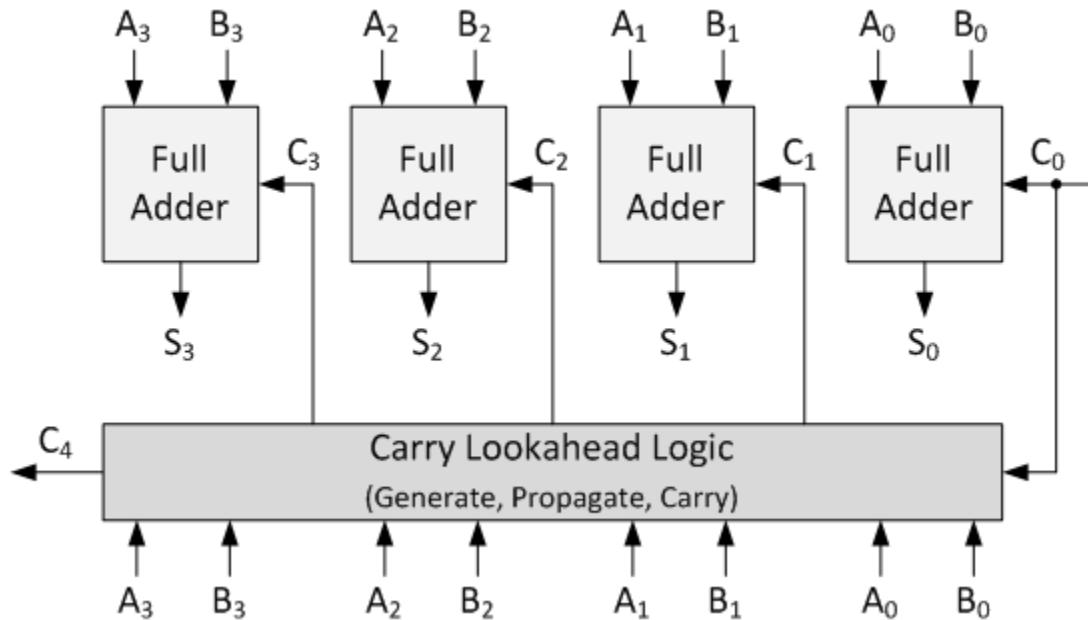 A₃ B₃ A₂ B₂ A₁ B₁ A₀ B₀
Full Adder C₃ Full Adder C₂ Full Adder C₁ Full Adder C₀
S₃ S₂ S₁ S₀
C₄
Carry Lookahead Logic
(Generate, Propagate, Carry)
A₃ B₃ A₂ B₂ A₁ B₁ A₀ B₀